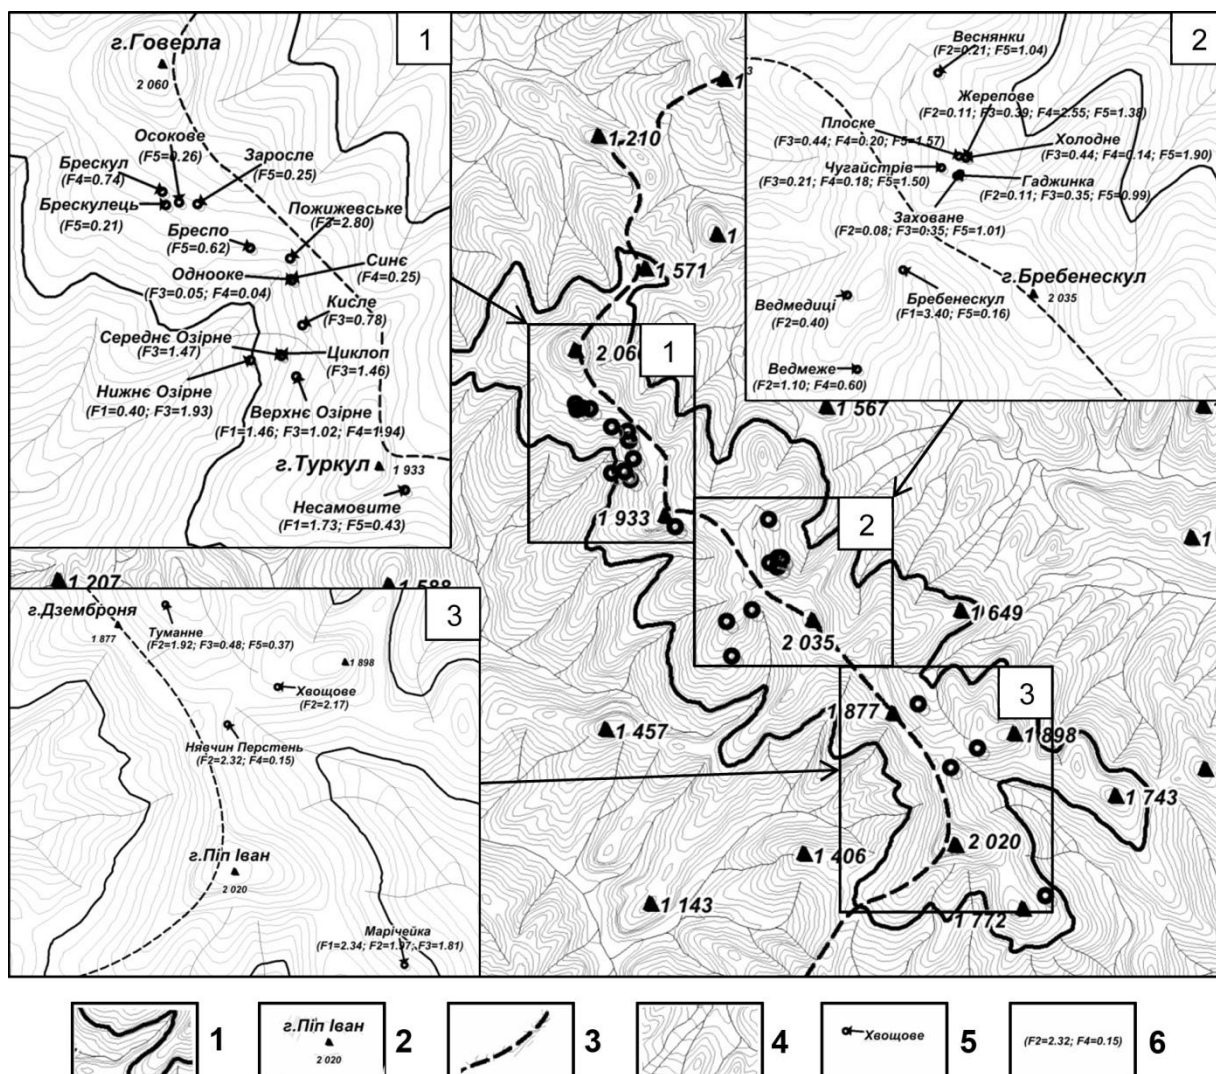 1
г.Говерла
2 060
Осокове
(F5=0.26)
Брескул
(F4=0.74)
Заросле
(F5=0.25)
Брескулець
(F5=0.21)
Пожижевське
(F3=2.80)
Бреспо
(F5=0.62)
Синє
(F4=0.25)
Однооке
(F3=0.05; F4=0.04)
Кисле
(F3=0.78)
Середнє Озірне
(F3=1.47)
Циклоп
(F3=1.46)
Нижнє Озірне
(F1=0.40; F3=1.93)
Верхнє Озірне
(F1=1.46; F3=1.02; F4=1.94)
г.Туркул
1 933
Несамовите
(F1=1.73; F5=0.43)
2
Веснянки
(F2=0.21; F5=1.04)
Жерепове
(F2=0.11; F3=0.39; F4=2.55; F5=1.38)
Плоске
(F3=0.44; F4=0.20; F5=1.57)
Холодне
(F3=0.44; F4=0.14; F5=1.90)
Чугайстрів
(F3=0.21; F4=0.18; F5=1.50)
Гаджинка
(F2=0.11; F3=0.35; F5=0.99)
Заховане
(F2=0.08; F3=0.35; F5=1.01)
г.Бребенескул
2 035
Бребенескул
(F1=3.40; F5=0.16)
Ведмедиці
(F2=0.40)
Ведмеже
(F2=1.10; F4=0.60)
1 210
1 571
2 060
1
1 567
1 933
2
2 035
1 649
1 207
1 588
3
1 877
1 898
1 457
1 743
2 020
1 406
1 143
1 772
3
г.Дземброня
1 877
Туманне
(F2=1.92; F3=0.48; F5=0.37)
1 898
Хвощове
(F2=2.17)
Нявчин Перстень
(F2=2.32; F4=0.15)
г.Піп Іван
2 020
Марічейка
(F1=2.34; F2=1.97; F3=1.81)
1
г.Піп Іван
2 020
2
3
4
Хвощове
5
(F2=2.32; F4=0.15)
6